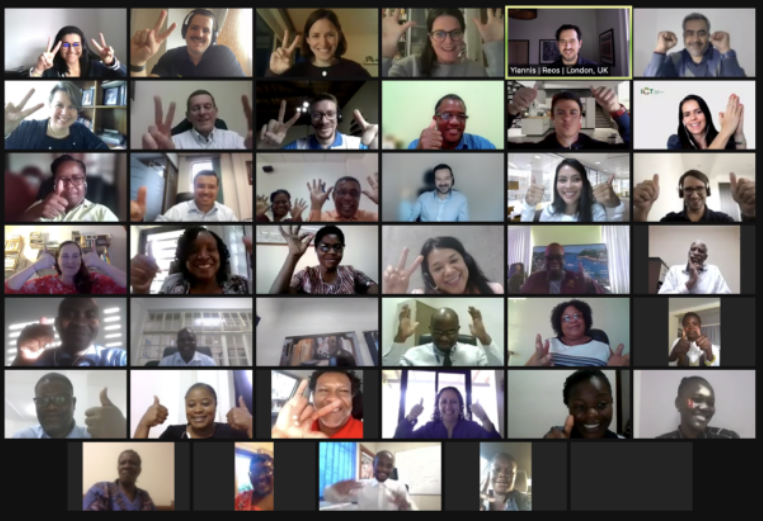 Yiannis | Reos | London, UK
ICT